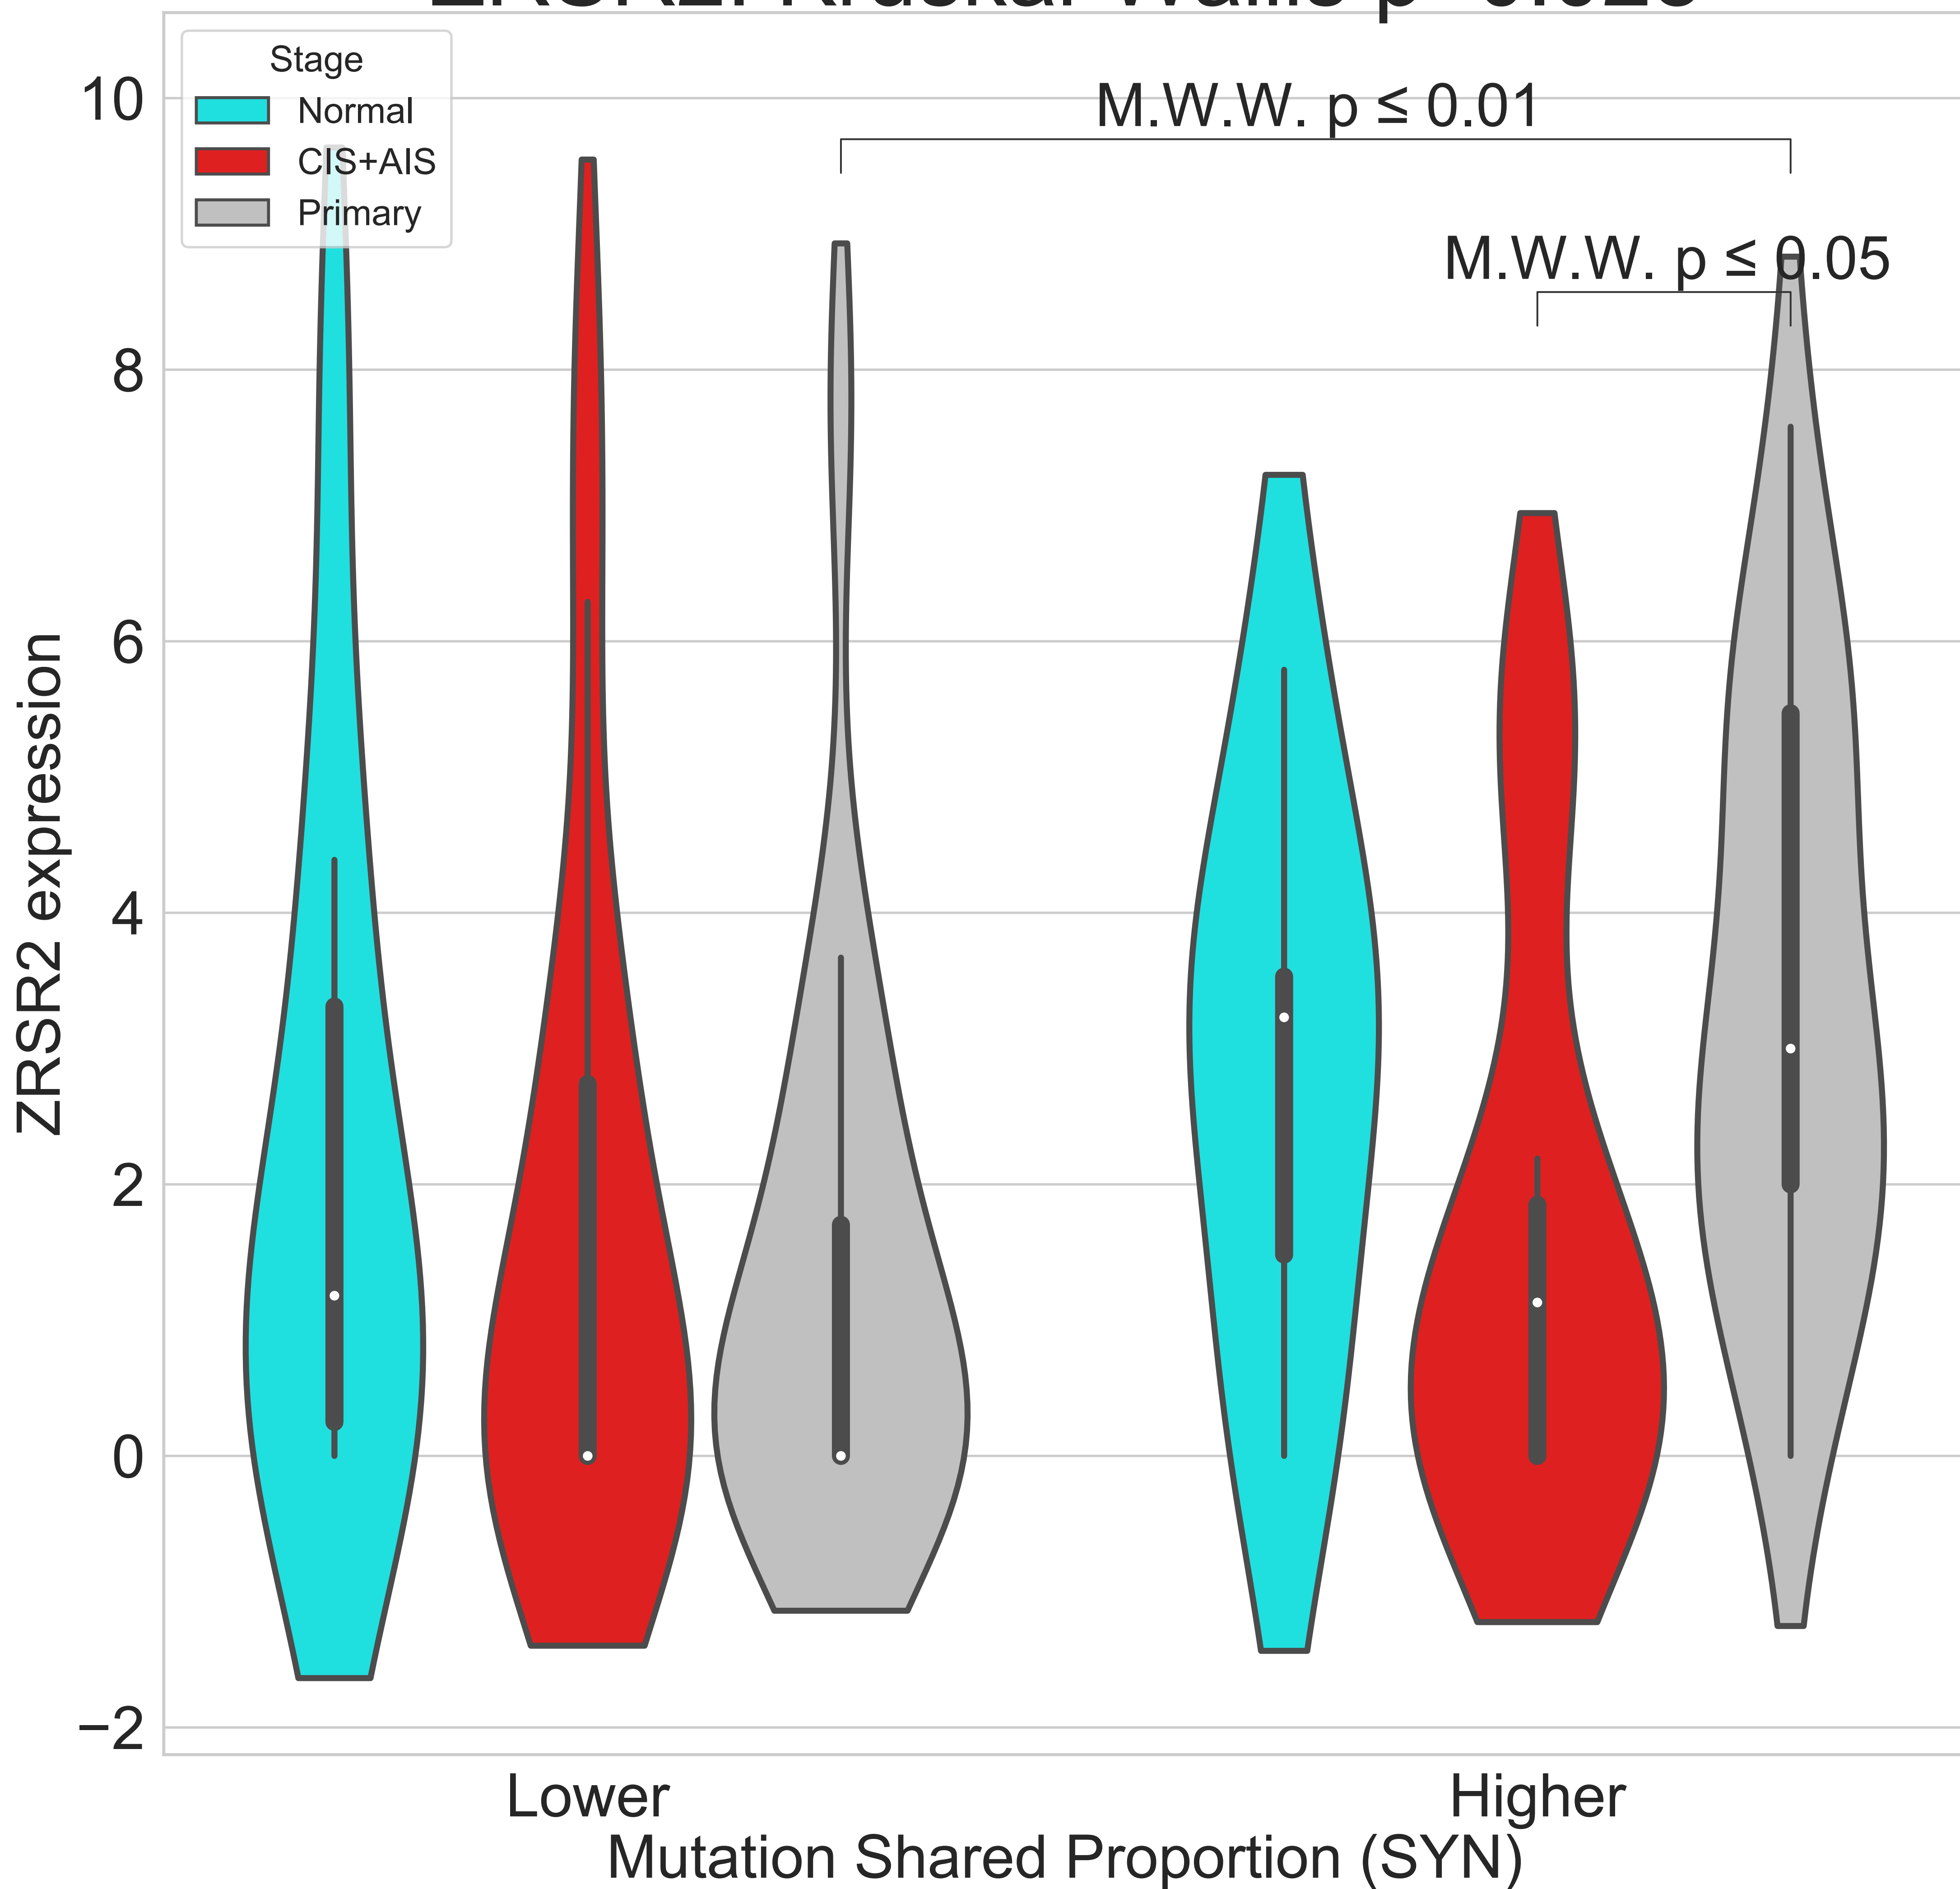 Stage
Normal
CIS+AIS
Primary
M.W.W. p ≤ 0.01
M.W.W. p ≤ 0.05
10
8
6
4
2
0
−2
ZRSR2 expression
Lower
Higher
Mutation Shared Proportion (SYN)